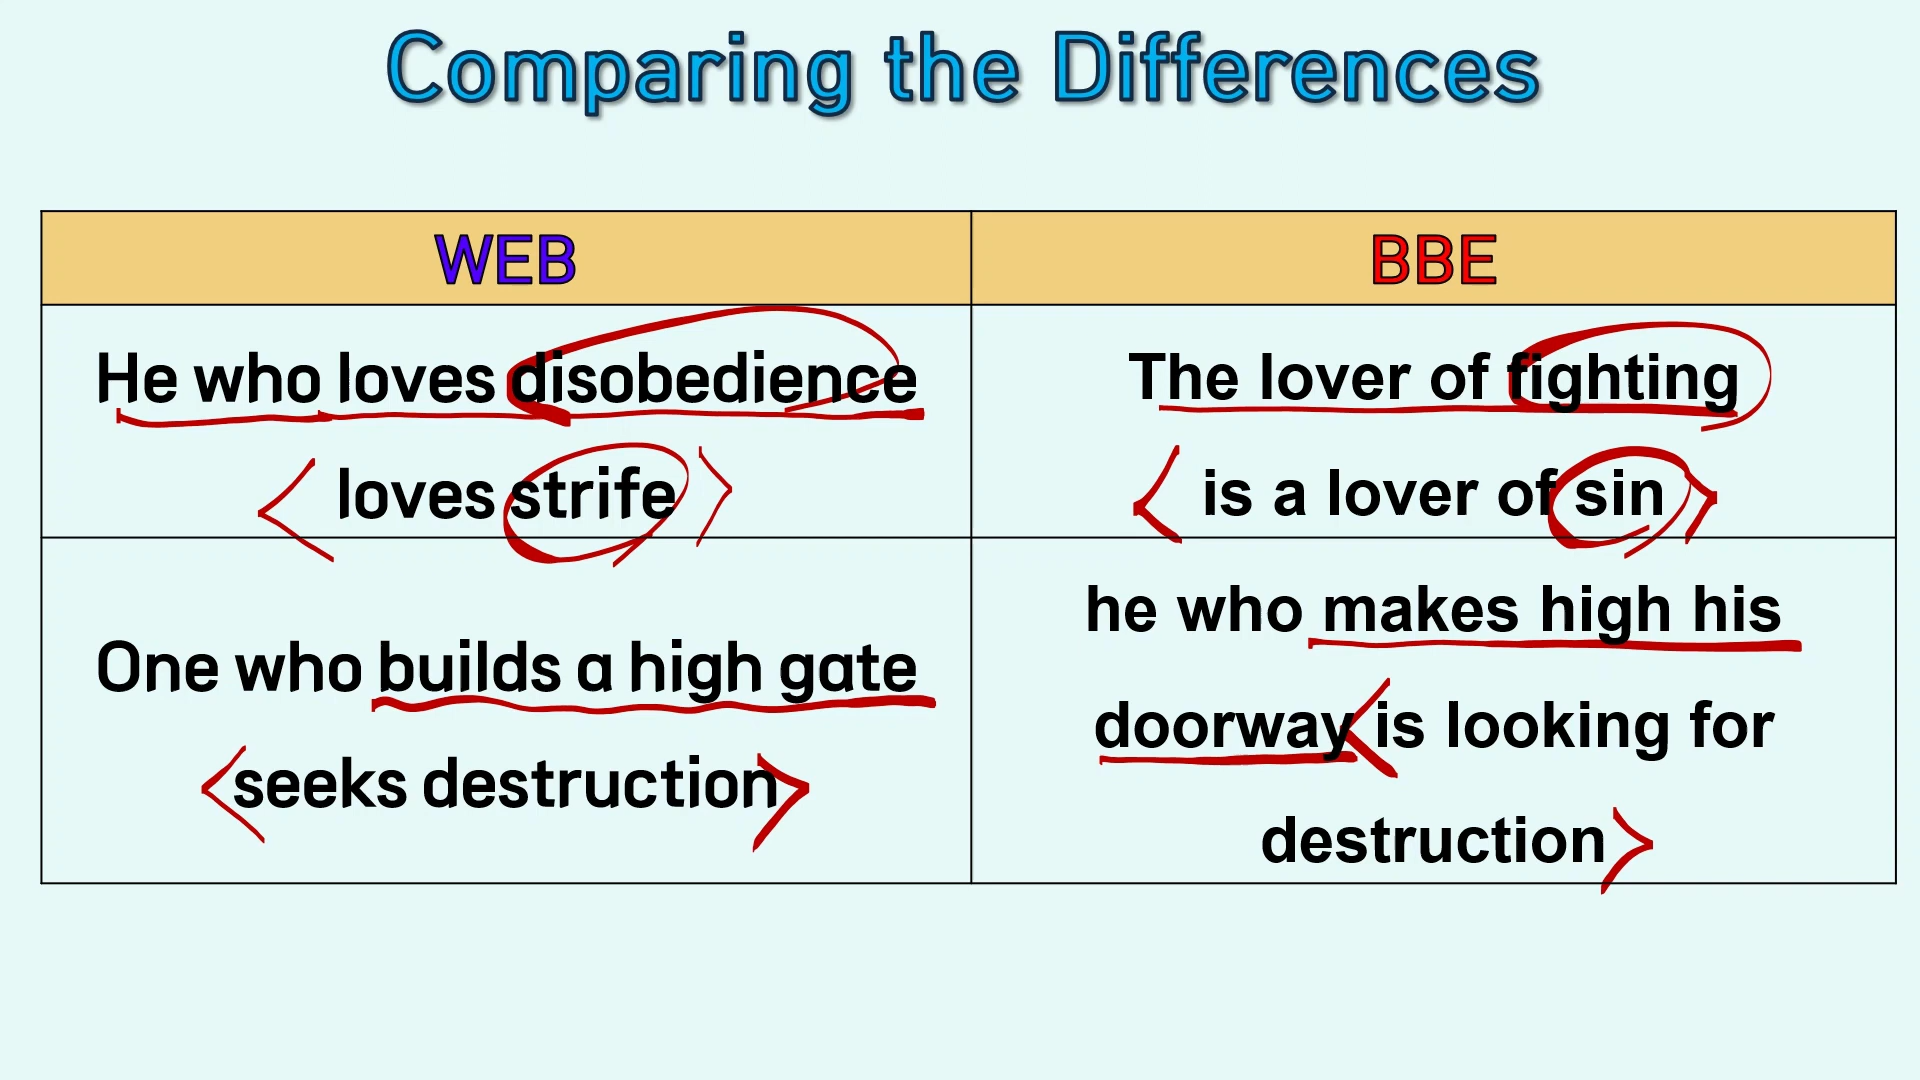 Comparing the Differences
WEB
BBE
He who loves disobedience
loves strife
The lover of fighting
is a lover of sin
One who builds a high gate
seeks destruction
he who makes high his
doorway is looking for
destruction